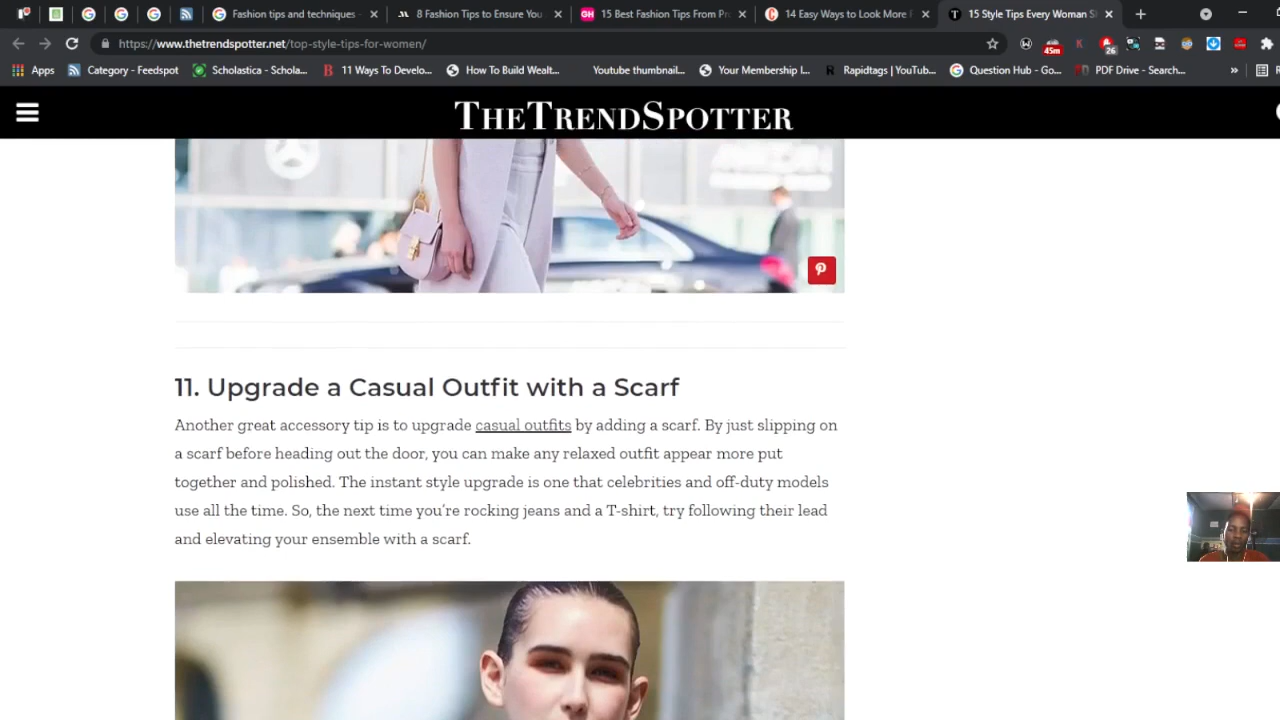 Fashion tips and techniques
8 Fashion Tips to Ensure You
GH
15 Best Fashion Tips From Pr
14 Easy Ways to Look More
T
15 Style Tips Every Woman S
https://www.thetrendspotter.net/top-style-tips-for-women/
45m
K
26
Apps
Category - Feedspot
Scholastica - Schola...
B
11 Ways To Develo...
How To Build Wealt...
Youtube thumbnail...
Your Membership I...
R
Rapidtags | YouTub...
Question Hub - Go...
PDF Drive - Search...
»
THETRENDSPOTTER
11. Upgrade a Casual Outfit with a Scarf
Another great accessory tip is to upgrade casual outfits by adding a scarf. By just slipping on
a scarf before heading out the door, you can make any relaxed outfit appear more put
together and polished. The instant style upgrade is one that celebrities and off-duty models
use all the time. So, the next time you're rocking jeans and a T-shirt, try following their lead
and elevating your ensemble with a scarf.